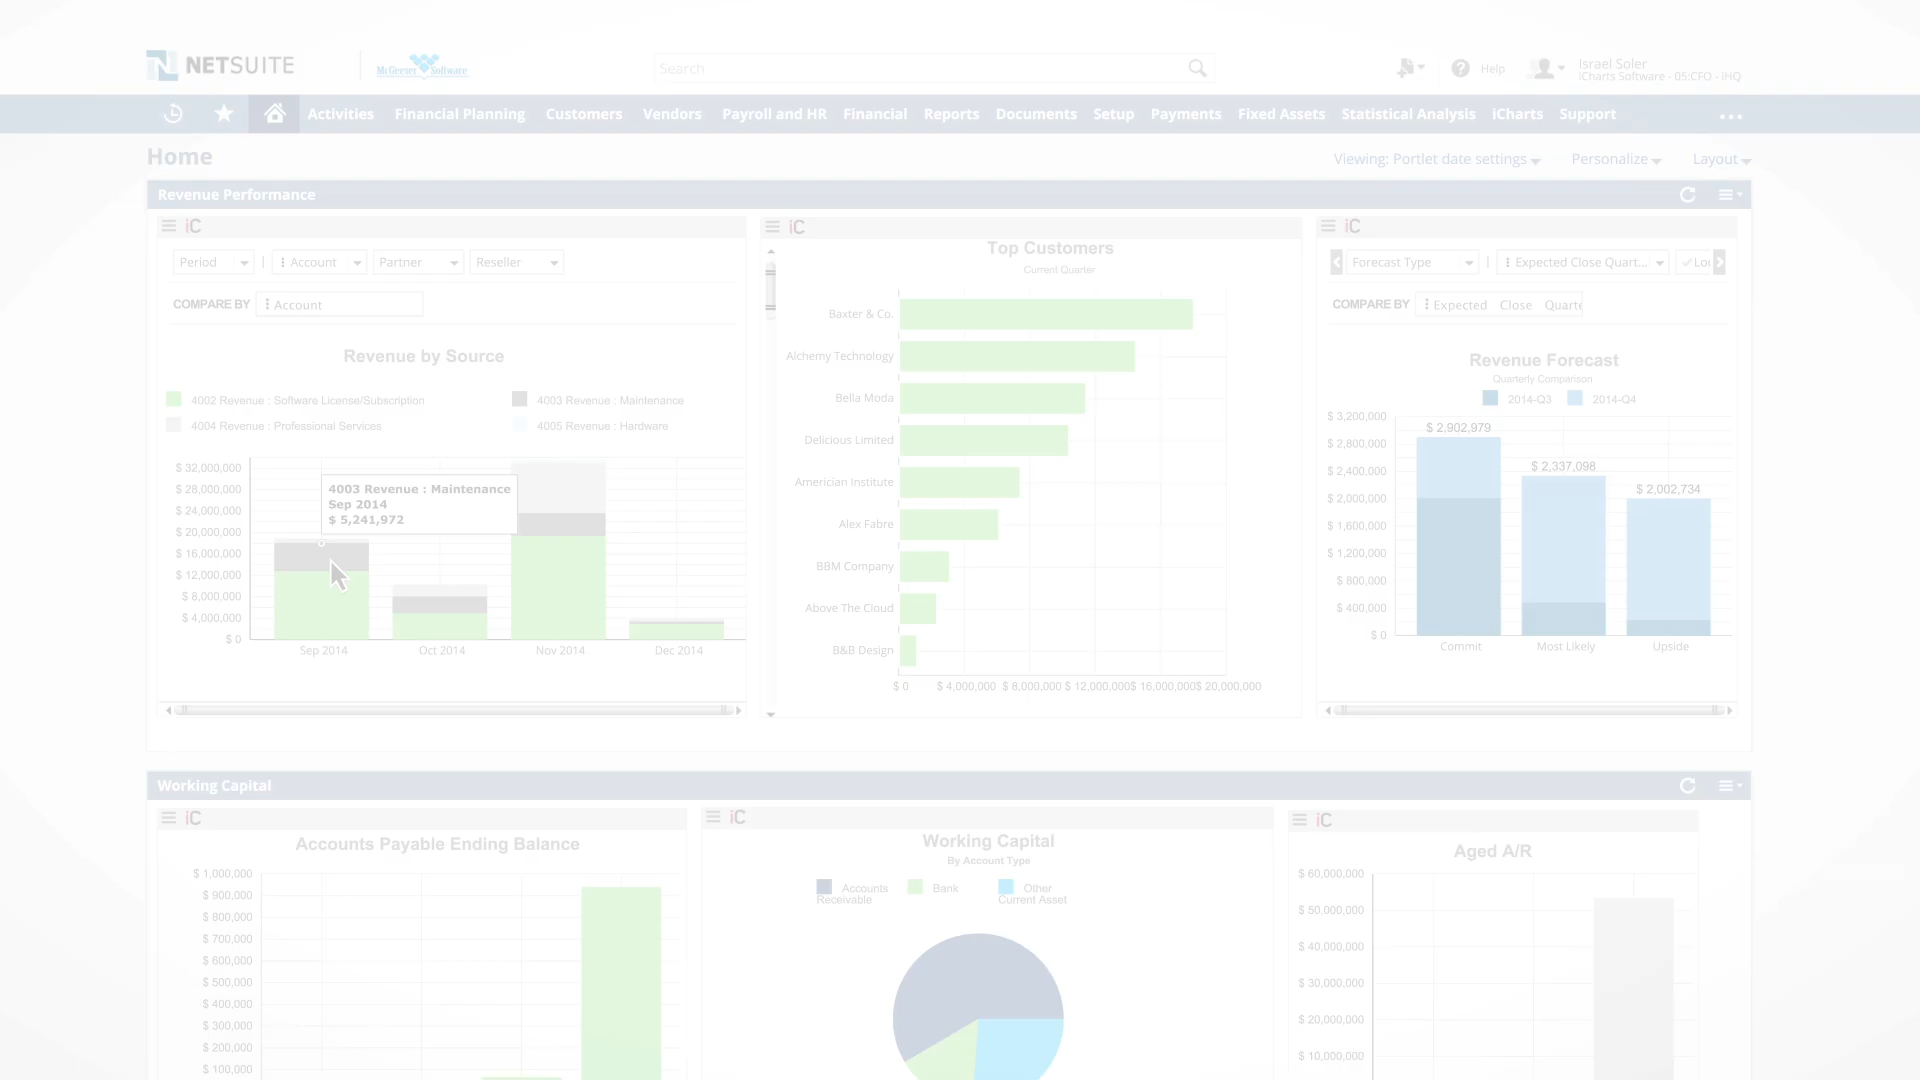 NETSUITE
McGeever Software
Search
Help
Israel Soler
iCharts Software - 05:CFO - iHQ
Activities Financial Planning Customers Vendors Payroll and HR Financial Reports Documents Setup Payments Fixed Assets Statistical Analysis iCharts Support
Home
Viewing: Portlet date settings Personalize Layout
Revenue Performance
iC
Period | Account Partner Reseller
COMPARE BY Account
Revenue by Source
4002 Revenue : Software License/Subscription
4003 Revenue : Maintenance
4004 Revenue : Professional Services
4005 Revenue : Hardware
$ 32,000,000
$ 28,000,000
$ 24,000,000
$ 20,000,000
$ 16,000,000
$ 12,000,000
$ 8,000,000
$ 4,000,000
$ 0
4003 Revenue : Maintenance
Sep 2014
$ 5,241,972
Sep 2014 Oct 2014 Nov 2014 Dec 2014
iC
Top Customers
Current Quarter
Baxter & Co.
Alchemy Technology
Bella Moda
Delicious Limited
Amercian Institute
Alex Fabre
BBM Company
Above The Cloud
B&B Design
$ 0 $ 4,000,000 $ 8,000,000 $ 12,000,000 $ 16,000,000 $ 20,000,000
iC
Forecast Type | Expected Close Quart... Lo
COMPARE BY Expected Close Quarte
Revenue Forecast
Quarterly Comparison
2014-Q3 2014-Q4
$ 3,200,000
$ 2,800,000
$ 2,400,000
$ 2,000,000
$ 1,600,000
$ 1,200,000
$ 800,000
$ 400,000
$ 0
$ 2,902,979
$ 2,337,098
$ 2,002,734
Commit Most Likely Upside
Working Capital
iC
Accounts Payable Ending Balance
$ 1,000,000
$ 900,000
$ 800,000
$ 700,000
$ 600,000
$ 500,000
$ 400,000
$ 300,000
$ 200,000
$ 100,000
iC
Working Capital
By Account Type
Accounts
Receivable
Bank
Other
Current Asset
iC
Aged A/R
$ 60,000,000
$ 50,000,000
$ 40,000,000
$ 30,000,000
$ 20,000,000
$ 10,000,000